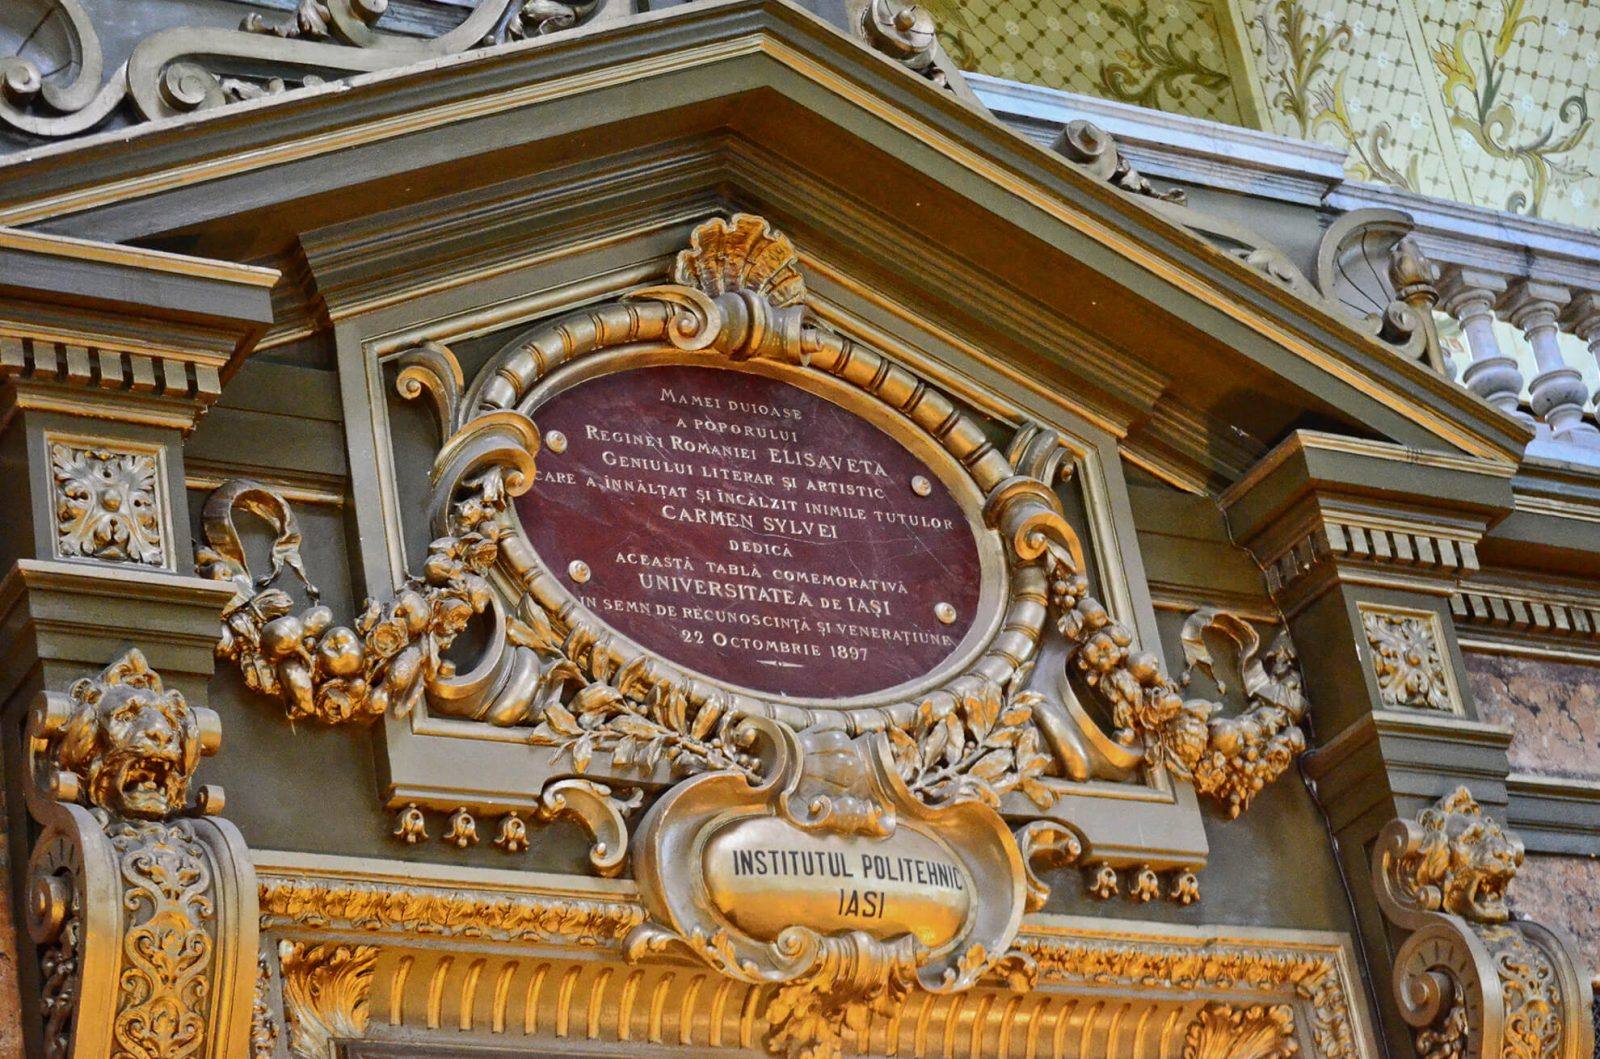 MAMEI DUIOASE
A POPORULUI
REGINEI ROMANIEI ELISAVETA
GENIULUI LITERAR ȘI ARTISTIC
CARE A ÎNNĂLȚAT ȘI ÎNCĂLZIT INIMILE TUTULOR
CARMEN SYLVEI
DEDICĂ
ACEASTĂ TABLĂ COMEMORATIVĂ
UNIVERSITATEA DE IAȘI
IN SEMN DE RECUNOSCINȚĂ ȘI VENERAȚIUNE
22 OCTOMBRIE 1897
INSTITUTUL POLITEHNIC
IAȘI